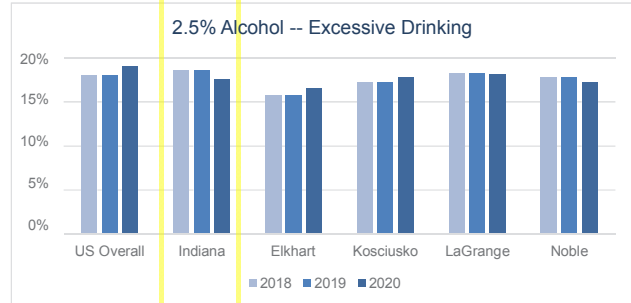 2.5% Alcohol -- Excessive Drinking
20%
15%
10%
5%
0%
US Overall Indiana Elkhart Kosciusko LaGrange Noble
2018 2019 2020